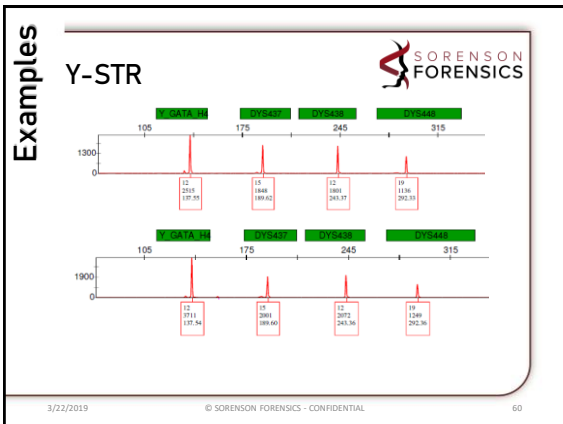 Examples
Y-STR
SORENSON
FORENSICS
Y_GATA_H4 DYS437 DYS438 DYS448
105 175 245 315
1300
0
12 15 12 19
2515 1848 1801 1136
137.55 189.62 243.37 292.33
Y_GATA_H4 DYS437 DYS438 DYS448
105 175 245 315
1900
0
12 15 12 19
3711 2001 2072 1249
137.54 189.60 243.36 292.36
3/22/2019 © SORENSON FORENSICS - CONFIDENTIAL 60